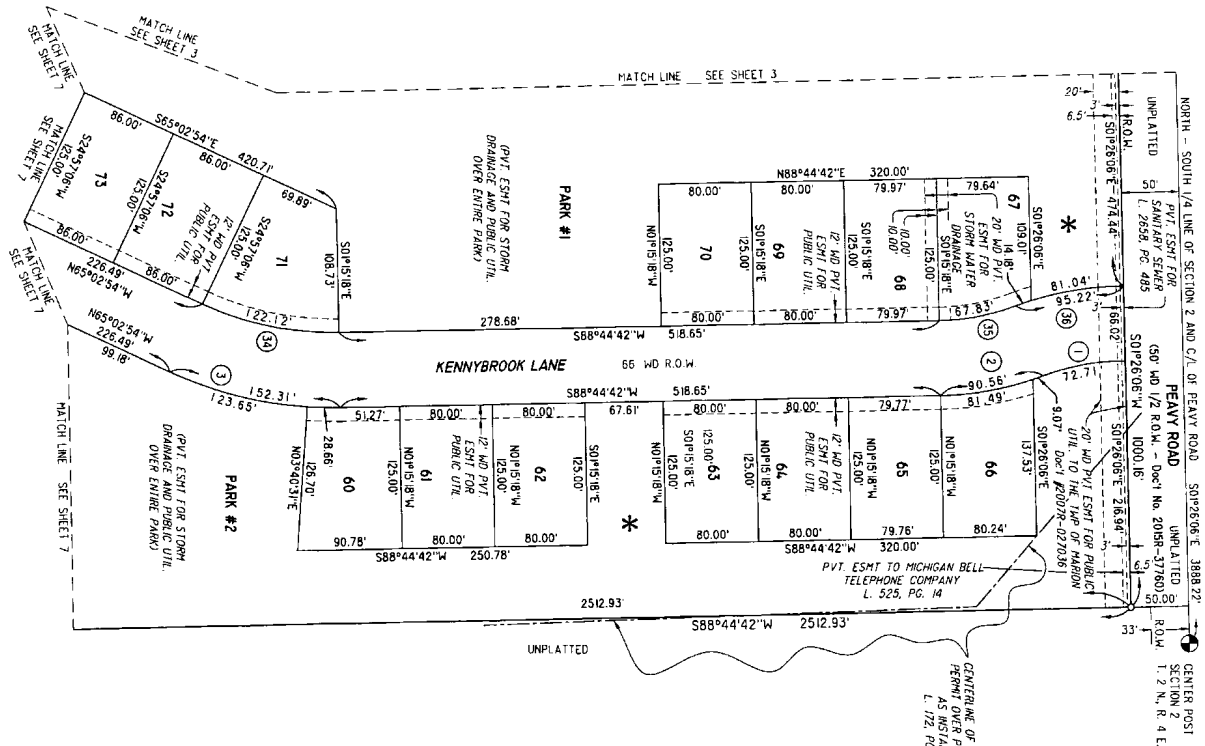 MATCH LINE
SEE SHEET 3
MATCH LINE
SEE SHEET 7
MATCH LINE SEE SHEET 3
NORTH - SOUTH 1/4 LINE OF SECTION 2 AND C/L OF PEAVY ROAD S01°26'06"E 3888.22'
UNPLATTED
20'
3'
6.5'
R.O.W.
S01°26'06"E 474.44'
50'
PVT. ESMT FOR
SANITARY SEWER
L. 2658, PG. 485
PEAVY ROAD
(50' WD 1/2 R.O.W. - Doc't No. 2015R-37760)
UNPLATTED
S01°26'06"W 1000.16'
66.02'
S01°26'06"E 216.94'
3'
6.5'
50.00'
33'
R.O.W.
CENTER POST
SECTION 2
T. 2 N., R. 4 E.
86.00'
S65°02'54"E
86.00'
420.71'
69.89'
73
S24°57'06"W
125.00'
MATCH LINE
SEE SHEET 7
72
S24°57'06"W
125.00'
71
S24°57'06"W
125.00'
12' WD PVT
ESMT FOR
PUBLIC UTIL.
86.00'
226.49'
86.00'
N65°02'54"W
122.12'
34
S01°15'18"E
108.73'
(PVT. ESMT FOR STORM
DRAINAGE AND PUBLIC UTIL.
OVER ENTIRE PARK)
PARK #1
278.68'
S88°44'42"W 518.65'
N88°44'42"E 320.00'
80.00'
80.00'
79.97'
79.64'
N01°15'18"W
125.00'
70
S01°15'18"E
125.00'
69
12' WD PVT.
ESMT FOR
PUBLIC UTIL.
S01°15'18"E
125.00'
68
10.00'
10.00'
S01°15'18"E
125.00'
20' WD PVT.
ESMT FOR
STORM WATER
DRAINAGE
67
S01°26'06"E
109.01'
14.18'
*
80.00'
80.00'
79.97'
67.83'
81.04'
95.22'
35
36
KENNYBROOK LANE 66 WD R.O.W.
2
1
MATCH LINE
SEE SHEET 7
N65°02'54"W
226.49'
99.18'
3
152.31'
123.65'
S88°44'42"W 518.65'
51.27'
80.00'
80.00'
67.61'
80.00'
80.00'
79.77'
90.56'
81.49'
72.71'
9.07'
28.66'
N03°40'31"E
126.70'
60
N01°15'18"W
125.00'
61
12' WD PVT.
ESMT FOR
PUBLIC UTIL.
N01°15'18"W
125.00'
62
S01°15'18"E
125.00'
*
N01°15'18"W
125.00'
S01°15'18"E
125.00'
63
N01°15'18"W
125.00'
64
12' WD PVT.
ESMT FOR
PUBLIC UTIL.
N01°15'18"W
125.00'
65
N01°15'18"W
125.00'
66
S01°26'06"E
137.53'
20' WD PVT ESMT FOR PUBLIC
UTIL. TO THE TWP OF MARION
Doc't #2007R-027036
90.78'
80.00'
80.00'
S88°44'42"W 250.78'
80.00'
80.00'
79.76'
80.24'
S88°44'42"W 320.00'
PARK #2
(PVT. ESMT FOR STORM
DRAINAGE AND PUBLIC UTIL.
OVER ENTIRE PARK)
MATCH LINE SEE SHEET 7
PVT. ESMT TO MICHIGAN BELL
TELEPHONE COMPANY
L. 525, PG. 14
2512.93'
S88°44'42"W 2512.93'
UNPLATTED
CENTERLINE OF
PERMIT OVER P
AS INSTA
L. 172, PG